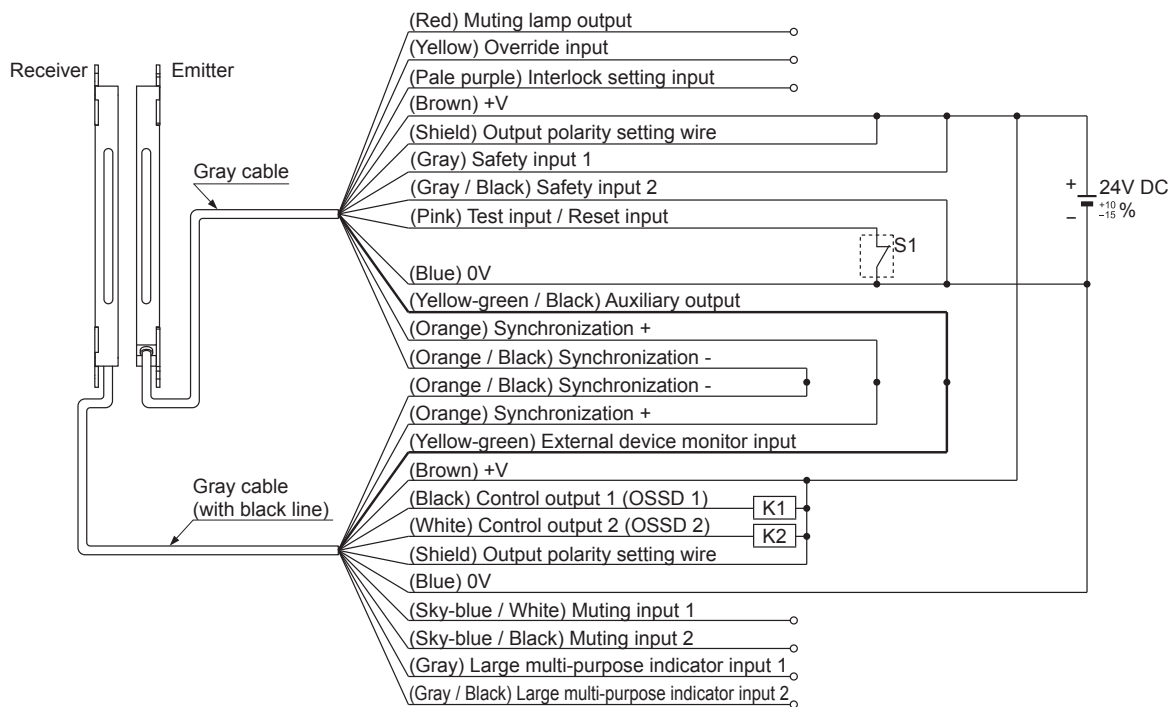 Receiver
Emitter
Gray cable
Gray cable
(with black line)
(Red) Muting lamp output
(Yellow) Override input
(Pale purple) Interlock setting input
(Brown) +V
(Shield) Output polarity setting wire
(Gray) Safety input 1
(Gray / Black) Safety input 2
(Pink) Test input / Reset input
S1
(Blue) 0V
(Yellow-green / Black) Auxiliary output
(Orange) Synchronization +
(Orange / Black) Synchronization -
(Orange / Black) Synchronization -
(Orange) Synchronization +
(Yellow-green) External device monitor input
(Brown) +V
(Black) Control output 1 (OSSD 1)
K1
(White) Control output 2 (OSSD 2)
K2
(Shield) Output polarity setting wire
(Blue) 0V
(Sky-blue / White) Muting input 1
(Sky-blue / Black) Muting input 2
(Gray) Large multi-purpose indicator input 1
(Gray / Black) Large multi-purpose indicator input 2
+
24V DC
+10
−15 %
−